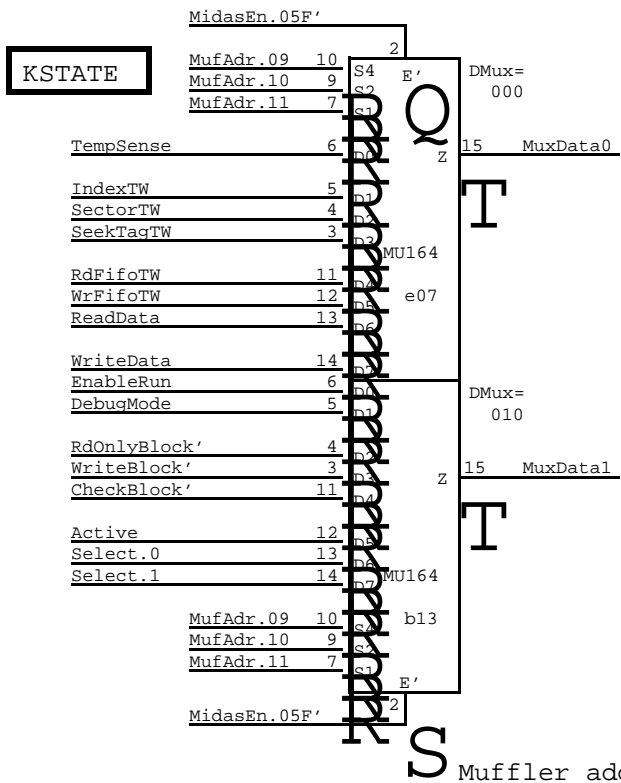 MidasEn.05F'
2
MufAdr.09 10 S4 E' DMux=
KSTATE
MufAdr.10 9 S2 000
MufAdr.11 7 S1 Q
TempSense 6 D0 Z 15 MuxData0
IndexTW 5 D1 T
SectorTW 4 D2
SeekTagTW 3 D3
MU164
RdFifoTW 11 D4
WrFifoTW 12 D5 e07
ReadData 13 D6
WriteData 14 D7
EnableRun 6 D0 DMux=
DebugMode 5 D1 010
RdOnlyBlock' 4 D2
WriteBlock' 3 D3 Z 15 MuxData1
CheckBlock' 11 D4
T
Active 12 D5
Select.0 13 D6
Select.1 14 D7 MU164
MufAdr.09 10 S4 b13
MufAdr.10 9 S2
MufAdr.11 7 S1
E'
2
MidasEn.05F'
S Muffler